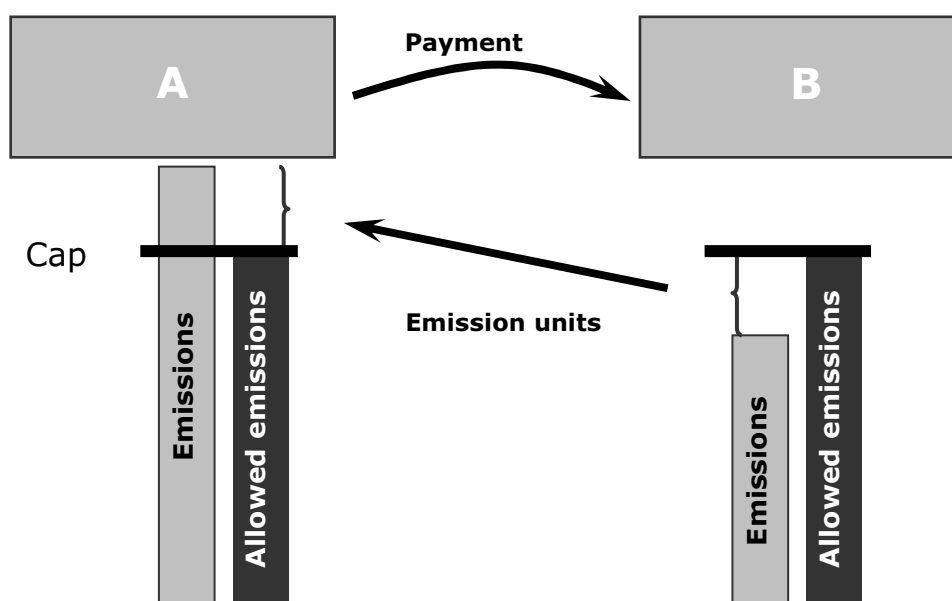 Payment
A
B
Cap
Emission units
Emissions
Allowed emissions
Emissions
Allowed emissions